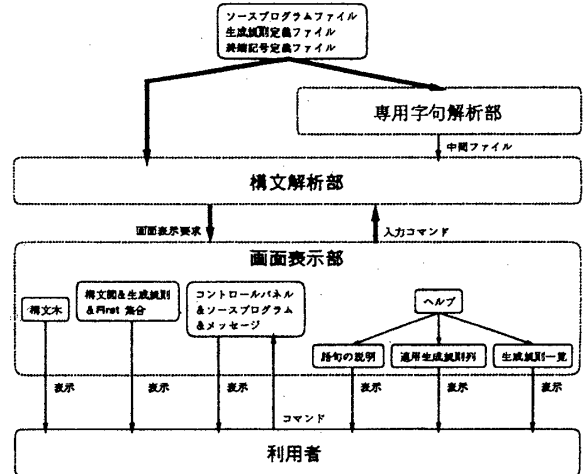 ソースプログラムファイル
生成規則定義ファイル
終端記号定義ファイル
専用字句解析部
中間ファイル
構文解析部
画面表示要求
入力コマンド
画面表示部
構文木
構文図&生成規則
&First 集合
コントロールパネル
&ソースプログラム
&メッセージ
ヘルプ
語句の説明
適用生成規則列
生成規則一覧
表示
表示
表示
コマンド
表示
表示
表示
利用者